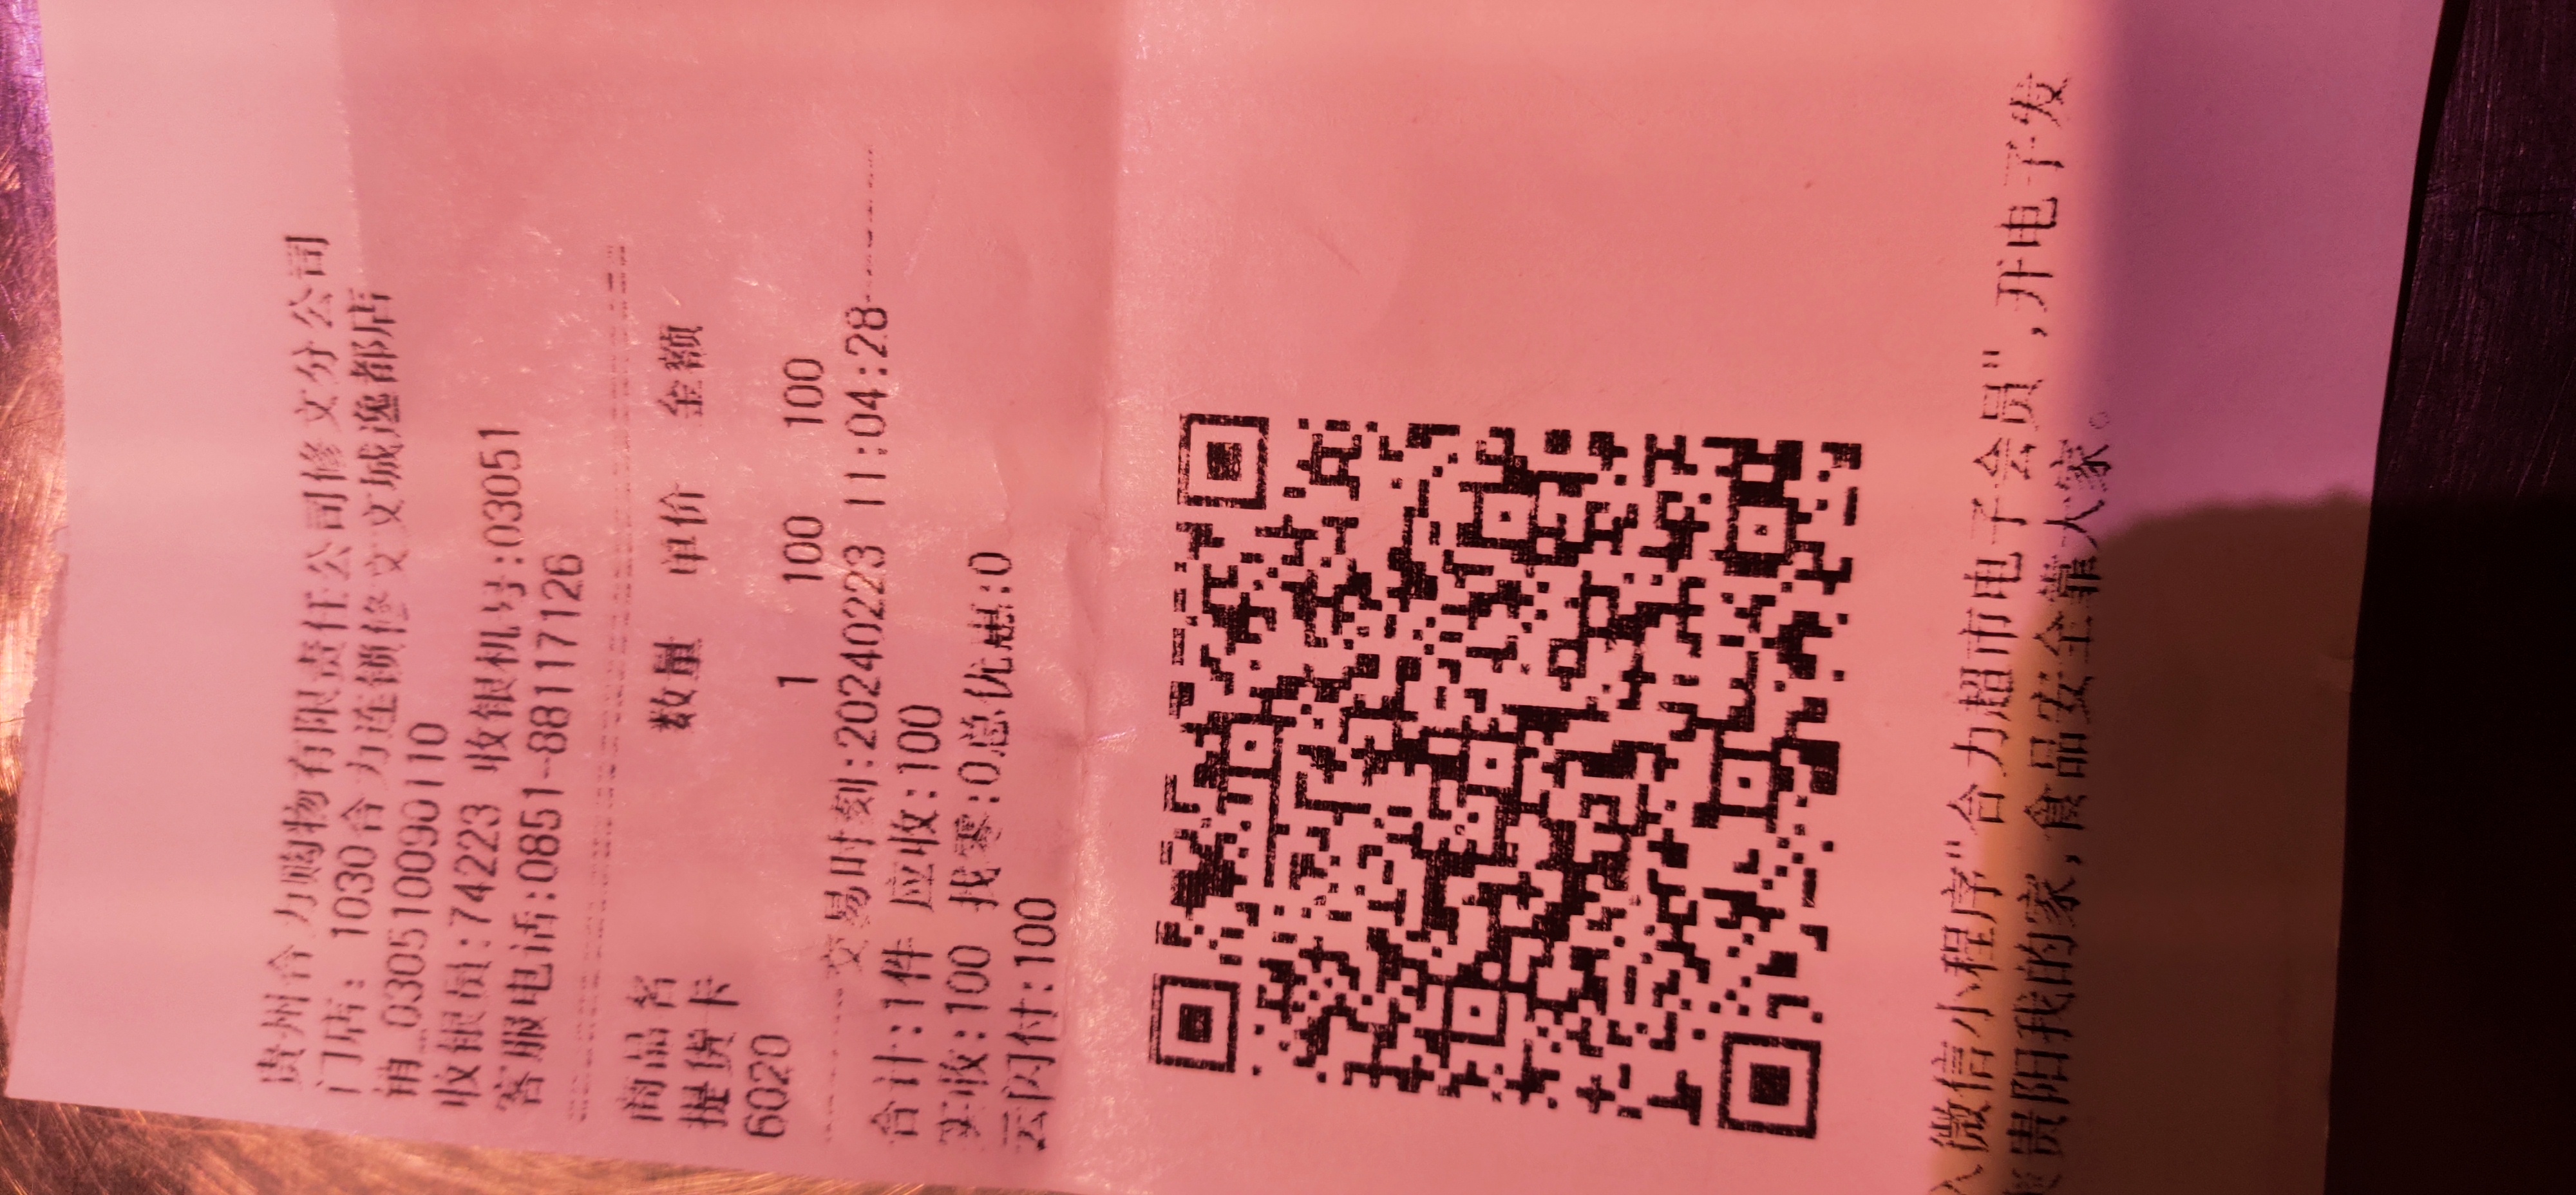 贵州合力购物有限责任公司修文分公司
门店: 1030合力连锁修文文城逸都店
销_030510090110
收银员:74223 收银机号:03051
客服电话:0851-88117126
商品名 数量 单价 金额
提货卡
6020 1 100 100
交易时刻:20240223 11:04:28
合计:1件 应收:100
实收:100 找零:0总优惠:0
云闪付:100
入微信小程序"合力超市电子会员",开电子发
贵阳我的家,食品安全靠大家。